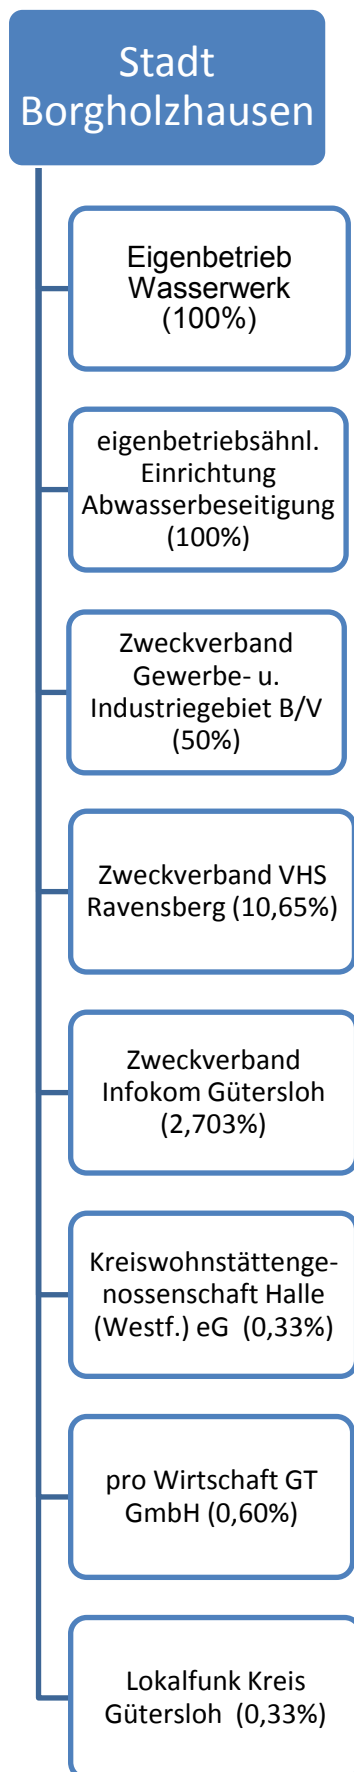 Stadt
Borgholzhausen
Eigenbetrieb
Wasserwerk
(100%)
eigenbetriebsähnl.
Einrichtung
Abwasserbeseitigung
(100%)
Zweckverband
Gewerbe- u.
Industriegebiet B/V
(50%)
Zweckverband VHS
Ravensberg (10,65%)
Zweckverband
Infokom Gütersloh
(2,703%)
Kreiswohnstättenge-
nossenschaft Halle
(Westf.) eG (0,33%)
pro Wirtschaft GT
GmbH (0,60%)
Lokalfunk Kreis
Gütersloh (0,33%)